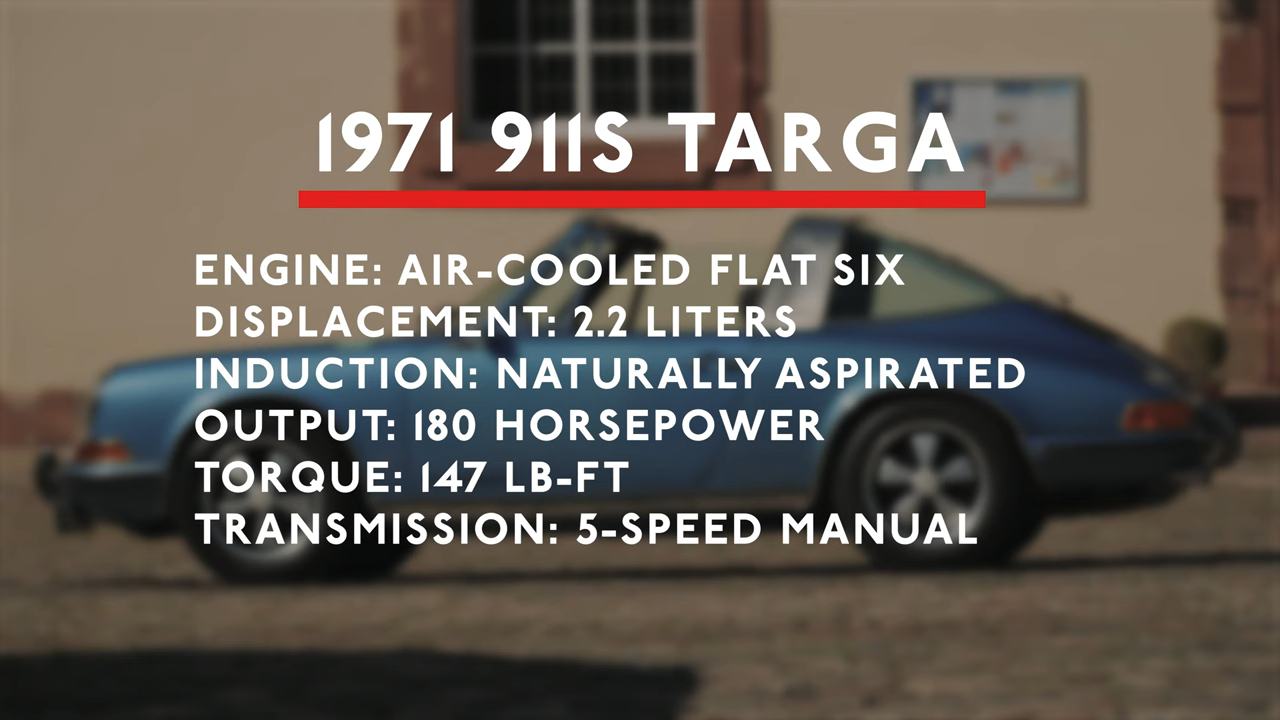 1971 911S TARGA
ENGINE: AIR-COOLED FLAT SIX
DISPLACEMENT: 2.2 LITERS
INDUCTION: NATURALLY ASPIRATED
OUTPUT: 180 HORSEPOWER
TORQUE: 147 LB-FT
TRANSMISSION: 5-SPEED MANUAL